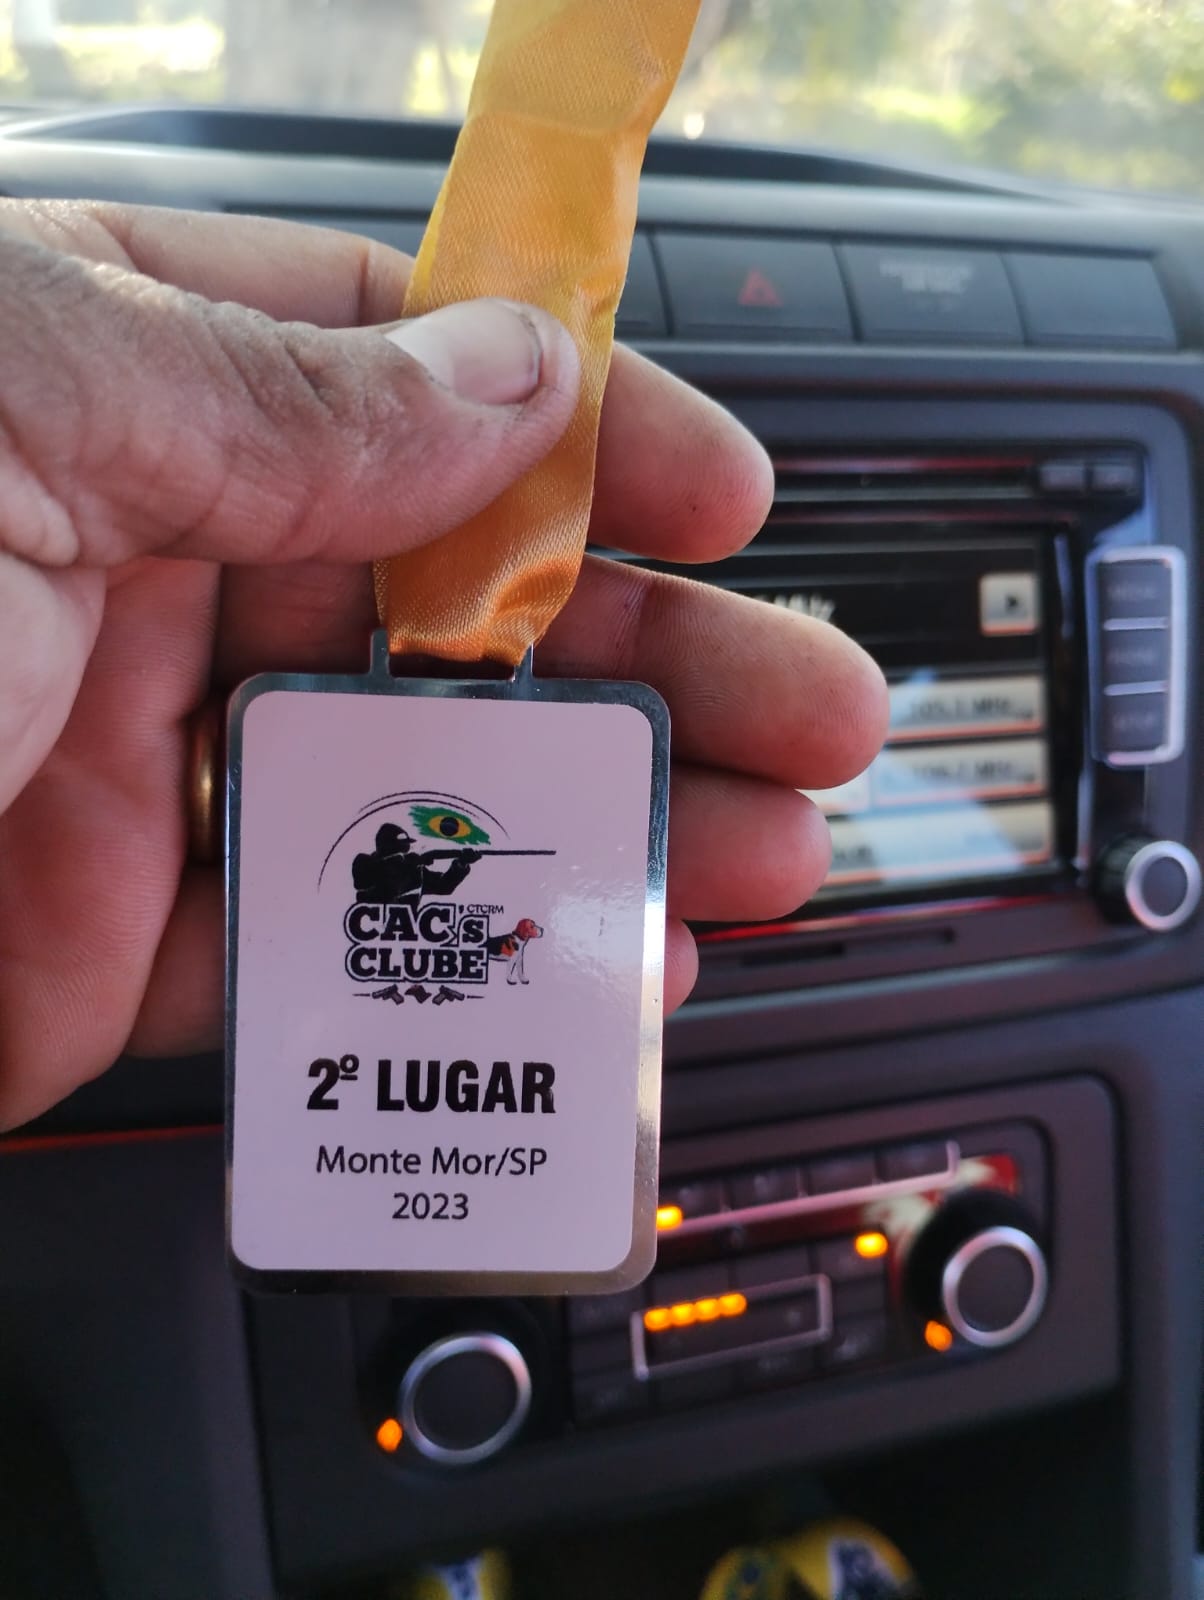 CAC's
CTCRM
CLUBE
2º LUGAR
Monte Mor/SP
2023